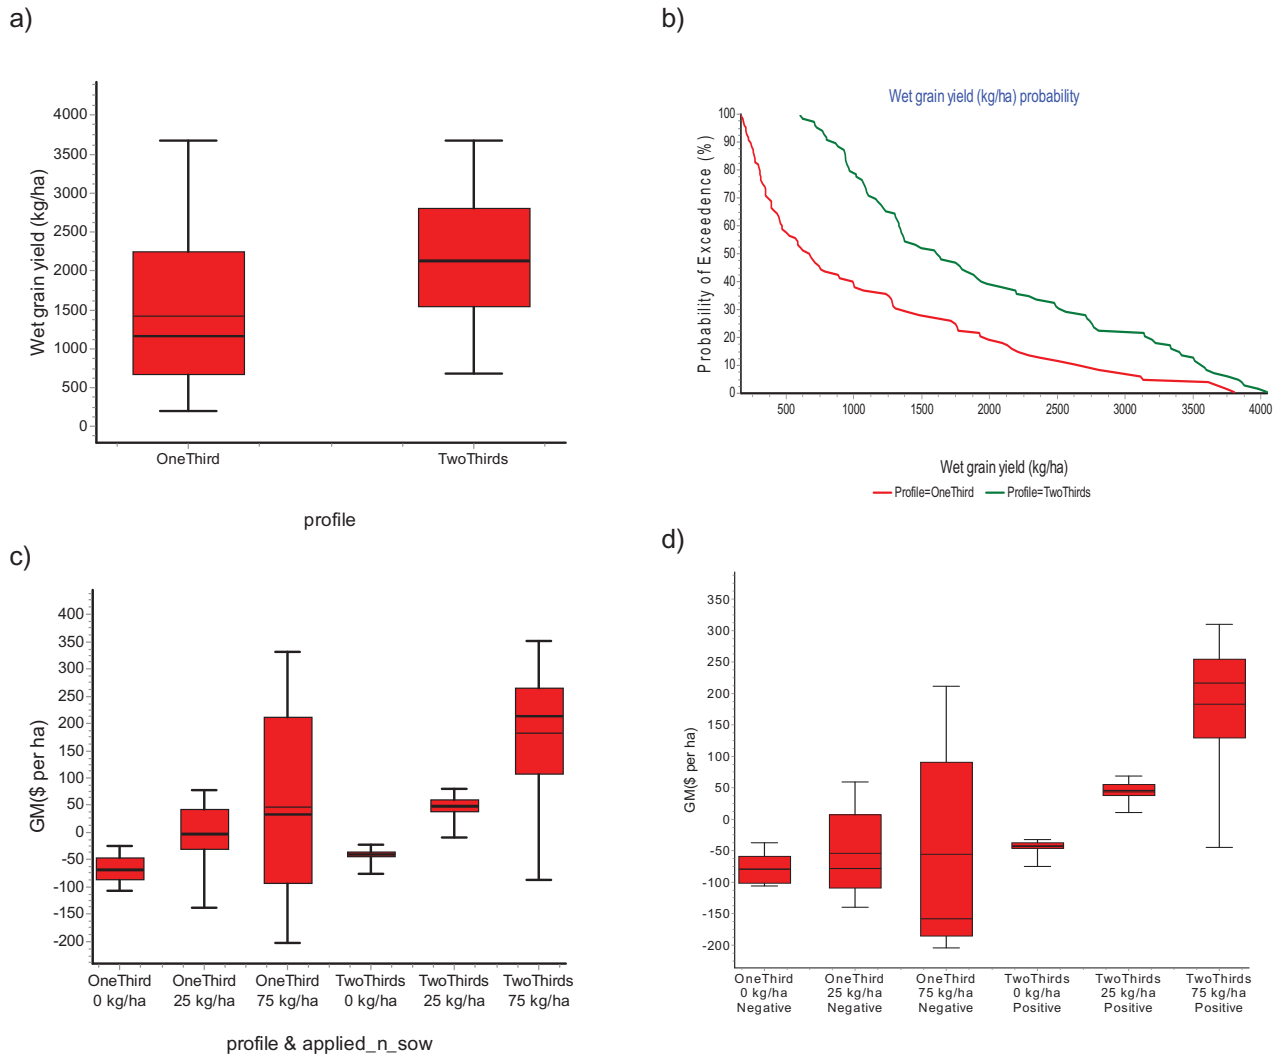 a)
4000
3500
3000
2500
2000
1500
1000
500
0
Wet grain yield (kg/ha)
OneThird
TwoThirds
profile
b)
Wet grain yield (kg/ha) probability
100
90
80
70
60
50
40
30
20
10
0
Probability of Exceedence (%)
500
1000
1500
2000
2500
3000
3500
4000
Wet grain yield (kg/ha)
Profile=OneThird
Profile=TwoThirds
c)
400
350
300
250
200
150
100
50
0
-50
-100
-150
-200
GM($ per ha)
OneThird
0 kg/ha
OneThird
25 kg/ha
OneThird
75 kg/ha
TwoThirds
0 kg/ha
TwoThirds
25 kg/ha
TwoThirds
75 kg/ha
profile & applied_n_sow
d)
350
300
250
200
150
100
50
0
-50
-100
-150
-200
GM($ per ha)
OneThird
0 kg/ha
Negative
OneThird
25 kg/ha
Negative
OneThird
75 kg/ha
Negative
TwoThirds
0 kg/ha
Positive
TwoThirds
25 kg/ha
Positive
TwoThirds
75 kg/ha
Positive